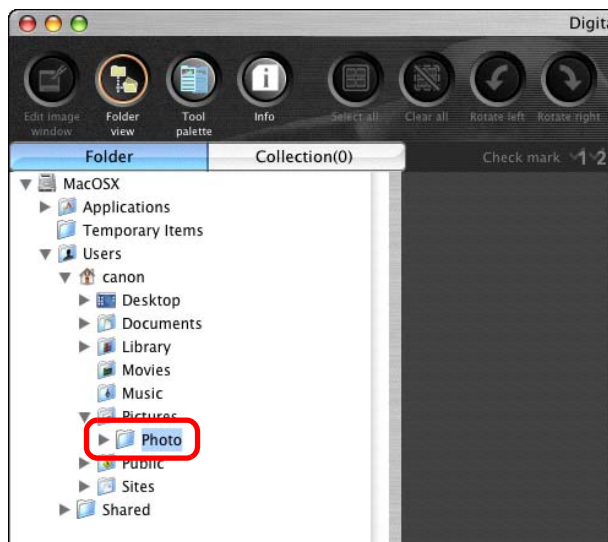 Digita
Edit image window
Folder view
Tool palette
Info
Select all
Clear all
Rotate left
Rotate right
Folder
Collection(0)
Check mark
1
2
MacOSX
Applications
Temporary Items
Users
canon
Desktop
Documents
Library
Movies
Music
Pictures
Photo
Public
Sites
Shared